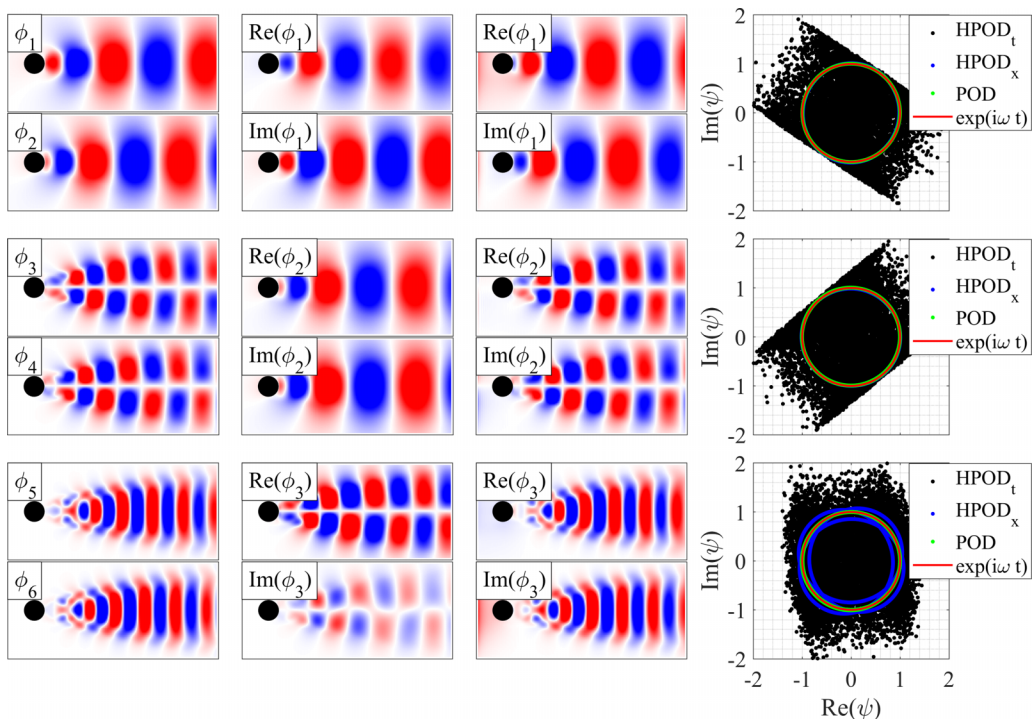 ϕ1 Re(ϕ1) Re(ϕ1)
ϕ2 Im(ϕ1) Im(ϕ1)
Im(ψ)
2
1
0
-1
-2
HPODt
HPODx
POD
exp(iω t)
ϕ3 Re(ϕ2) Re(ϕ2)
ϕ4 Im(ϕ2) Im(ϕ2)
Im(ψ)
2
1
0
-1
-2
HPODt
HPODx
POD
exp(iω t)
ϕ5 Re(ϕ3) Re(ϕ3)
ϕ6 Im(ϕ3) Im(ϕ3)
Im(ψ)
2
1
0
-1
-2
HPODt
HPODx
POD
exp(iω t)
-2 -1 0 1 2
Re(ψ)